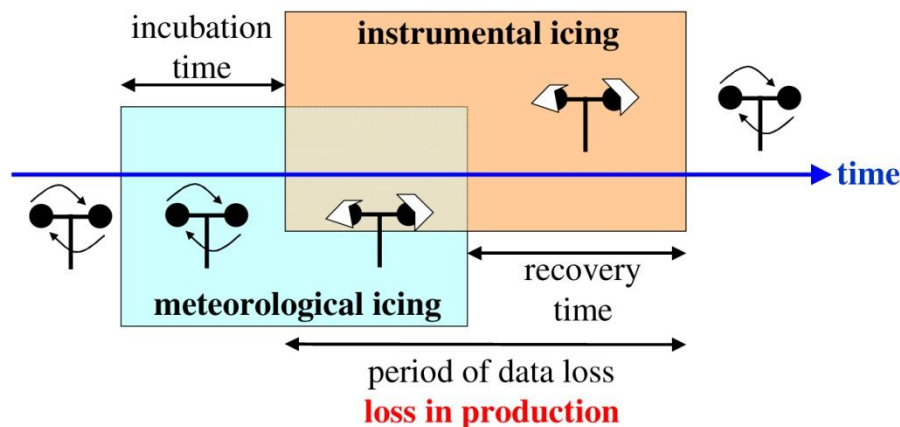 incubation
time
instrumental icing
time
meteorological icing
recovery
time
period of data loss
loss in production